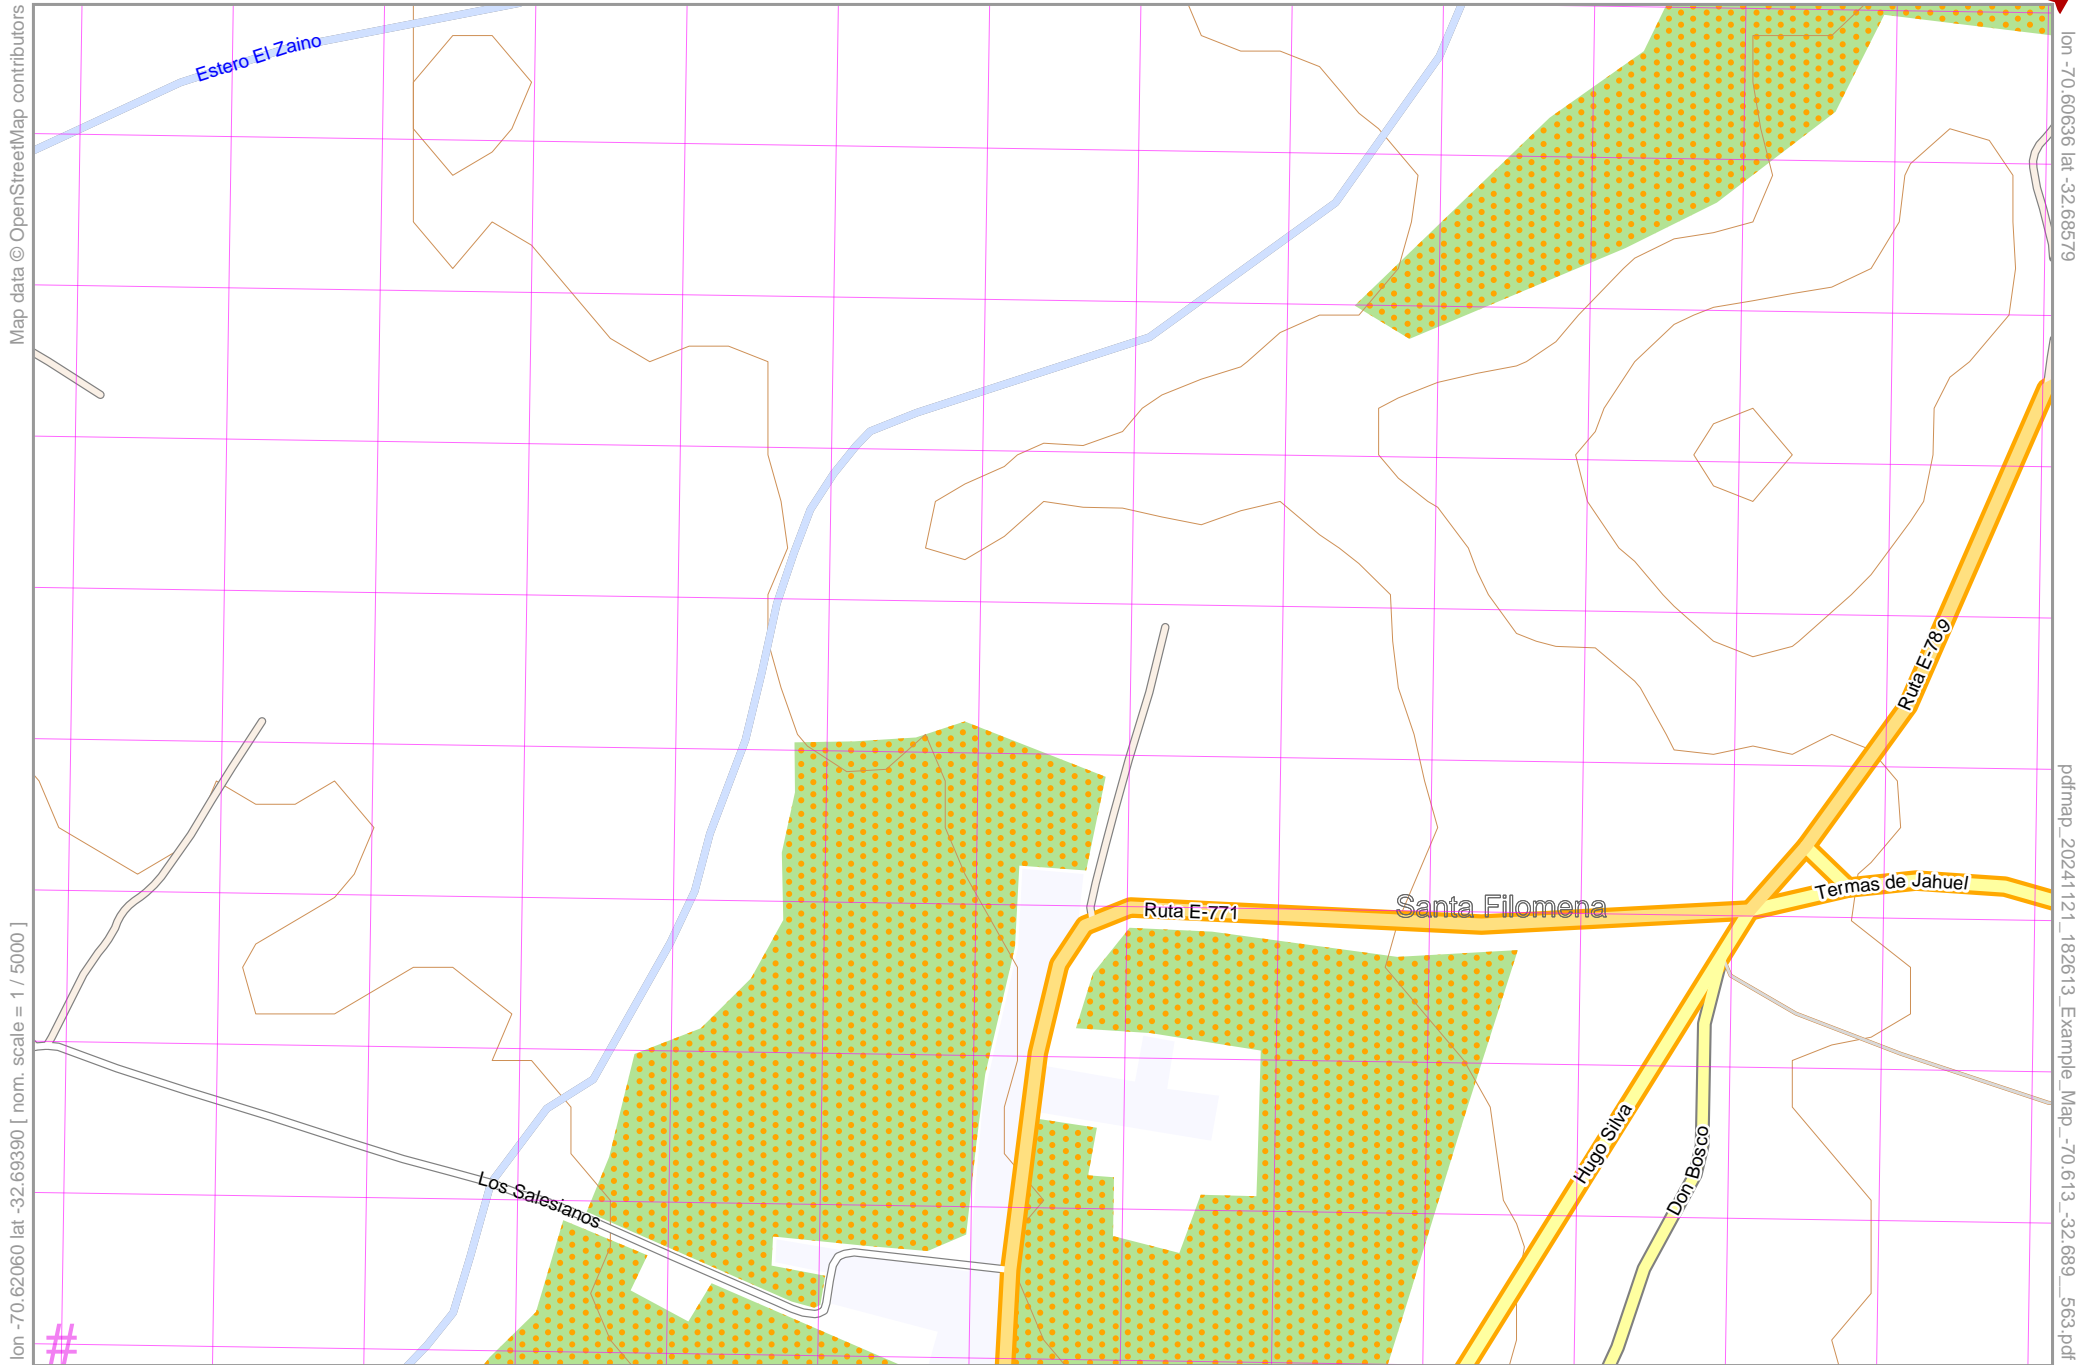 Map data © OpenStreetMap contributors
lon -70.62060 lat -32.69390 [ nom. scale = 1 / 5000 ]
Estero El Zaino
lon -70.60636 lat -32.68579
Ruta E-789
Termas de Jahuel
Santa Filomena
Ruta E-771
Hugo Silva
Don Bosco
Los Salesianos
pdfmap_20241121_182613_Example_Map_-70.613_-32.689__563.pdf
#